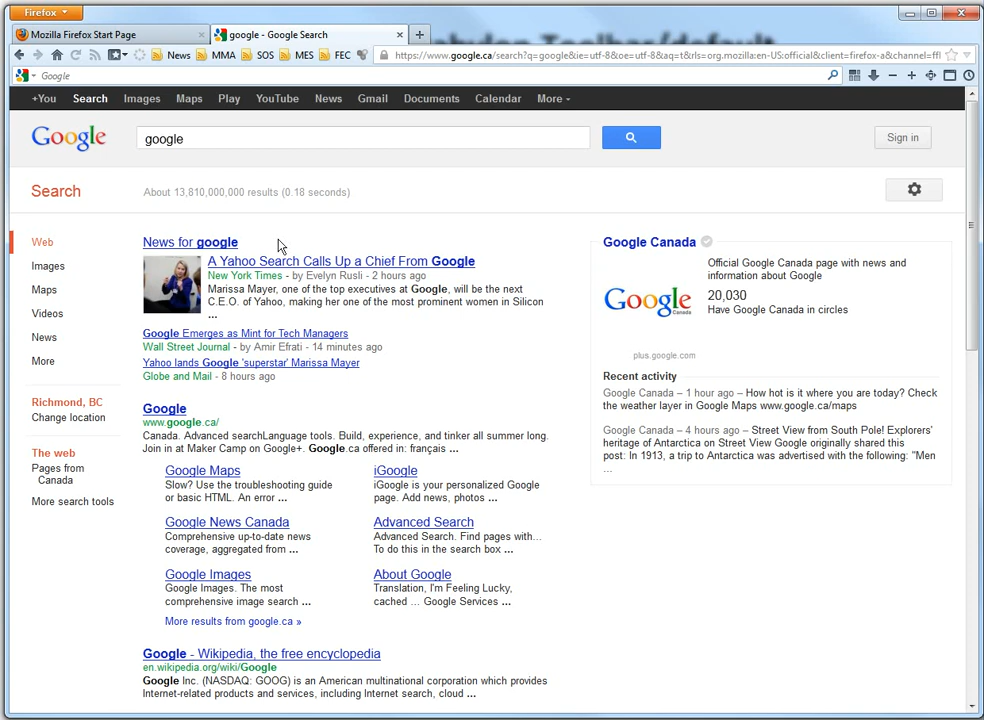 Firefox
Mozilla Firefox Start Page
google - Google Search
News
MMA
SOS
MES
FEC
https://www.google.ca/search?q=google&ie=utf-8&oe=utf-8&aq=t&rls=org.mozilla:en-US:official&client=firefox-a&channel=ffl
Google
+You Search Images Maps Play YouTube News Gmail Documents Calendar More
Google
google
Sign in
Search
About 13,810,000,000 results (0.18 seconds)
Web
Images
Maps
Videos
News
More
Richmond, BC
Change location
The web
Pages from
Canada
More search tools
News for google
A Yahoo Search Calls Up a Chief From Google
New York Times - by Evelyn Rusli - 2 hours ago
Marissa Mayer, one of the top executives at Google, will be the next
C.E.O. of Yahoo, making her one of the most prominent women in Silicon
...
Google Emerges as Mint for Tech Managers
Wall Street Journal - by Amir Efrati - 14 minutes ago
Yahoo lands Google 'superstar' Marissa Mayer
Globe and Mail - 8 hours ago
Google
www.google.ca/
Canada. Advanced searchLanguage tools. Build, experience, and tinker all summer long.
Join in at Maker Camp on Google+. Google.ca offered in: français ...
Google Maps
Slow? Use the troubleshooting guide
or basic HTML. An error ...
iGoogle
iGoogle is your personalized Google
page. Add news, photos ...
Google News Canada
Comprehensive up-to-date news
coverage, aggregated from ...
Advanced Search
Advanced Search. Find pages with...
To do this in the search box ...
Google Images
Google Images. The most
comprehensive image search ...
About Google
Translation, I'm Feeling Lucky,
cached ... Google Services ...
More results from google.ca »
Google - Wikipedia, the free encyclopedia
en.wikipedia.org/wiki/Google
Google Inc. (NASDAQ: GOOG) is an American multinational corporation which provides
Internet-related products and services, including Internet search, cloud ...
Google Canada
Official Google Canada page with news and
information about Google
Google
Canada
20,030
Have Google Canada in circles
plus.google.com
Recent activity
Google Canada – 1 hour ago – How hot is it where you are today? Check
the weather layer in Google Maps www.google.ca/maps
Google Canada – 4 hours ago – Street View from South Pole! Explorers'
heritage of Antarctica on Street View Google originally shared this
post: In 1913, a trip to Antarctica was advertised with the following: "Men
...